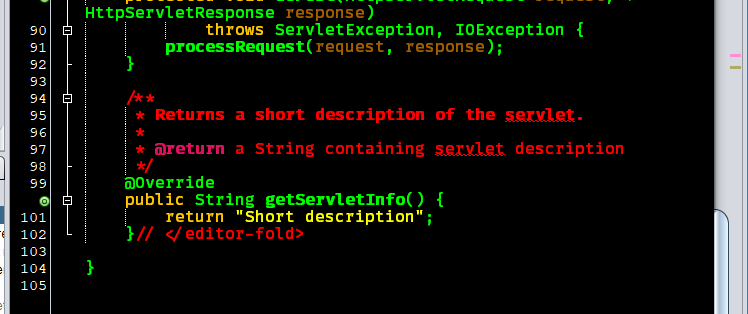 HttpServletResponse response)
90 throws ServletException, IOException {
91 processRequest(request, response);
92 }
93
94 /**
95 * Returns a short description of the servlet.
96 *
97 * @return a String containing servlet description
98 */
99 @Override
public String getServletInfo() {
101 return "Short description";
102 }// </editor-fold>
103
104 }
105